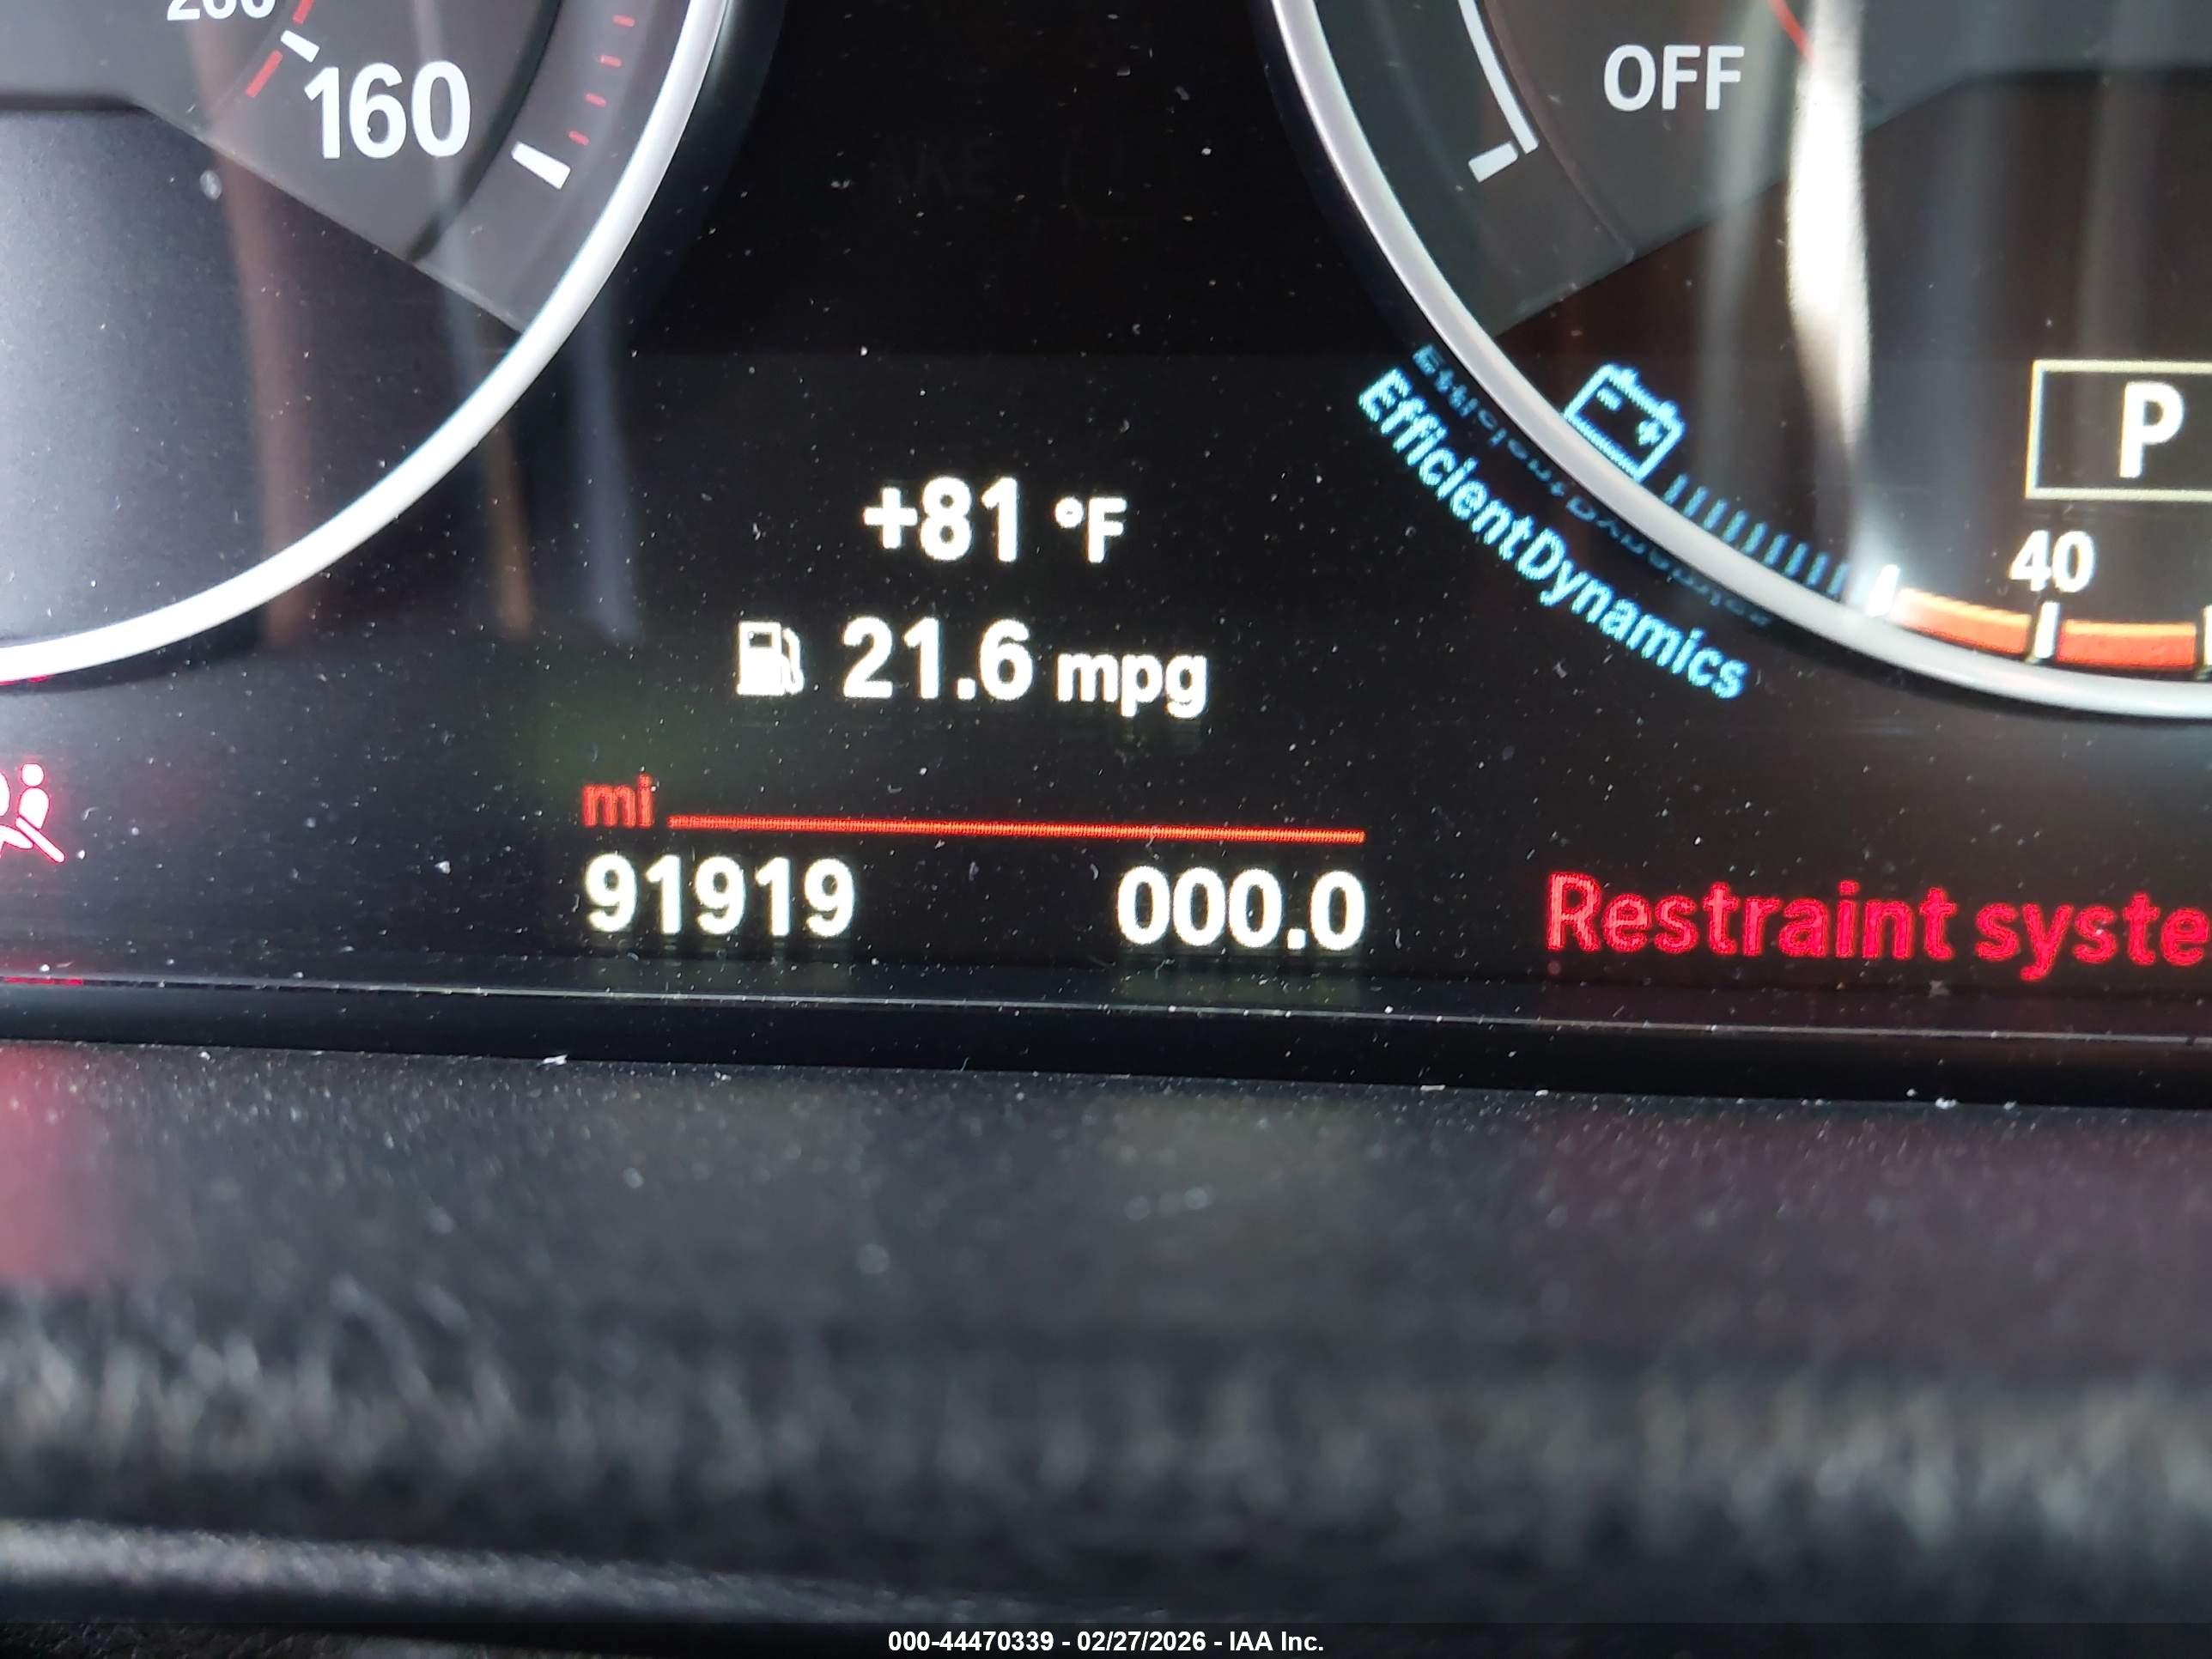 160
OFF
P
+81 °F
EfficientDynamics
40
21.6 mpg
mi
91919 000.0
Restraint syste
000-44470339 - 02/27/2026 - IAA Inc.